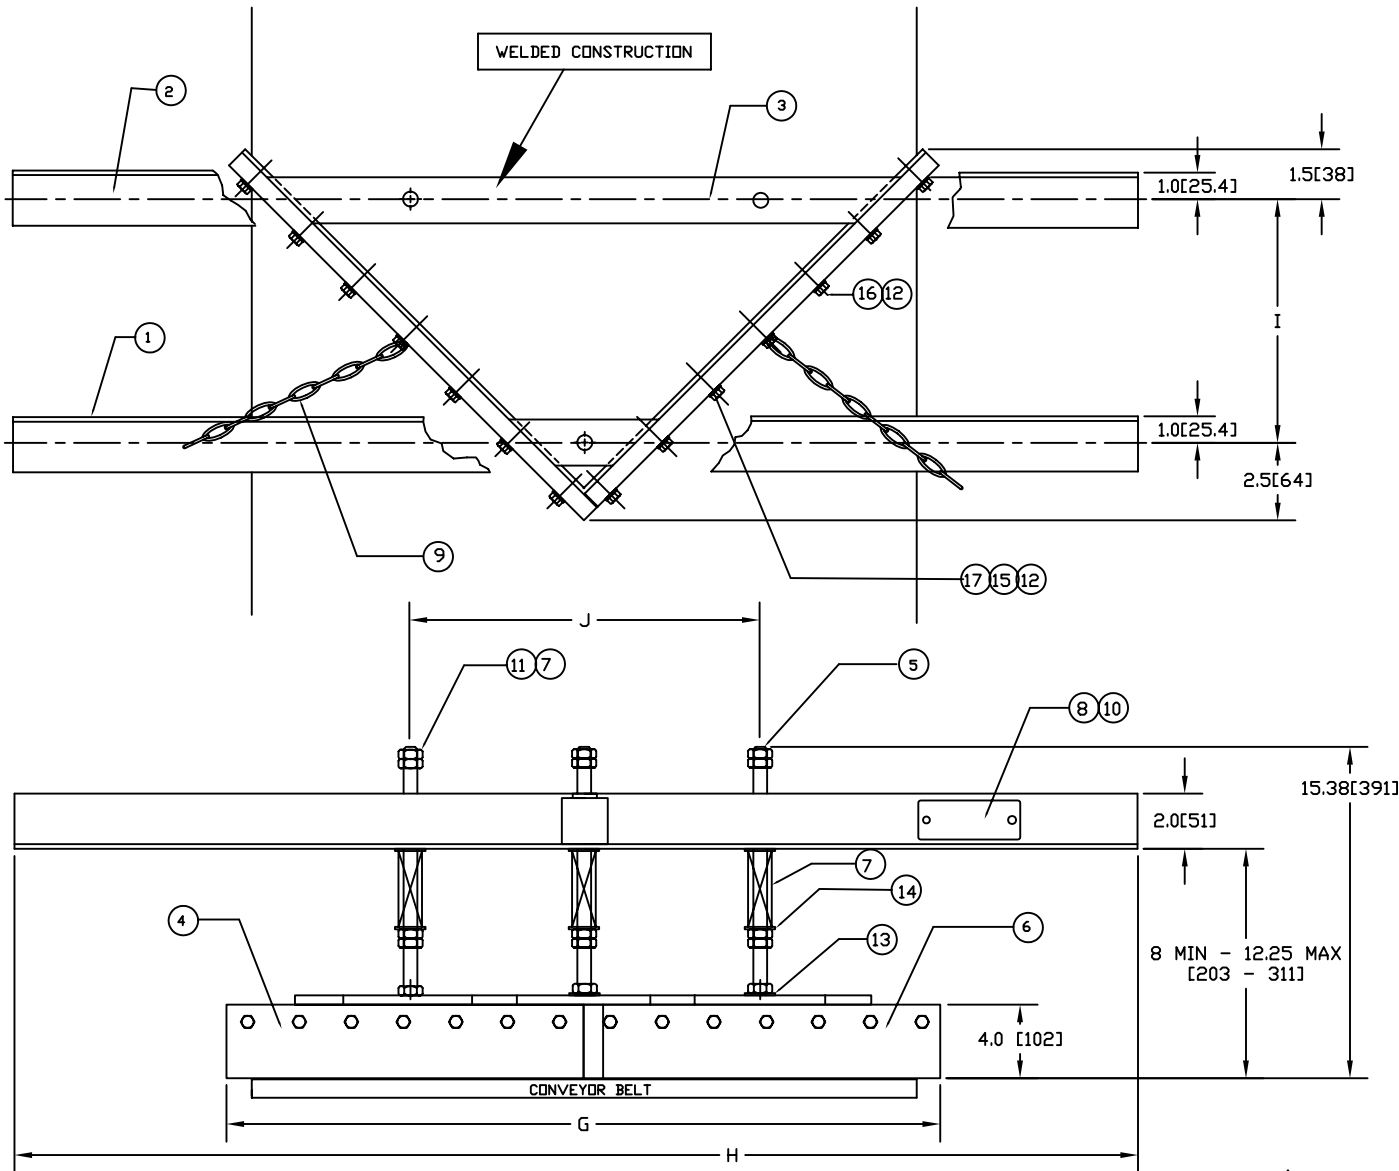 WELDED CONSTRUCTION
2
3
1.0[25.4]
1.5[38]
16 12
I
1
1.0[25.4]
2.5[64]
9
17 15 12
J
11 7
5
8 10
15.38[391]
2.0[51]
7
14
4
13
6
8 MIN - 12.25 MAX
[203 - 311]
4.0 [102]
CONVEYOR BELT
G
H